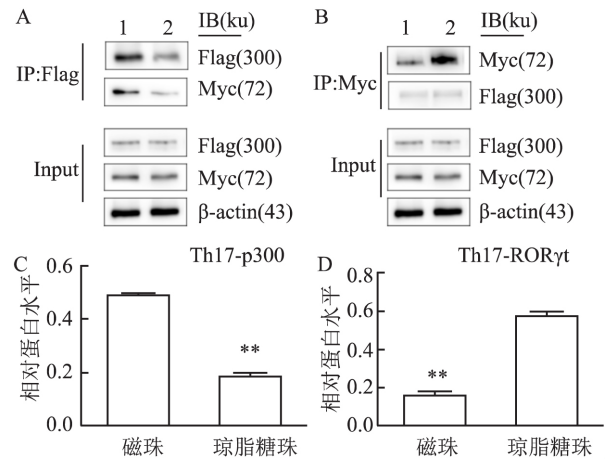 A
1 2 IB(ku)
IP:Flag
Flag(300)
Myc(72)
Input
Flag(300)
Myc(72)
β-actin(43)
B
1 2 IB(ku)
IP:Myc
Myc(72)
Flag(300)
Input
Flag(300)
Myc(72)
β-actin(43)
C
Th17-p300
相对蛋白水平
0.6
0.4
0.2
0.0
**
磁珠 琼脂糖珠
D
Th17-RORγt
相对蛋白水平
0.8
0.6
0.4
0.2
0.0
**
磁珠 琼脂糖珠